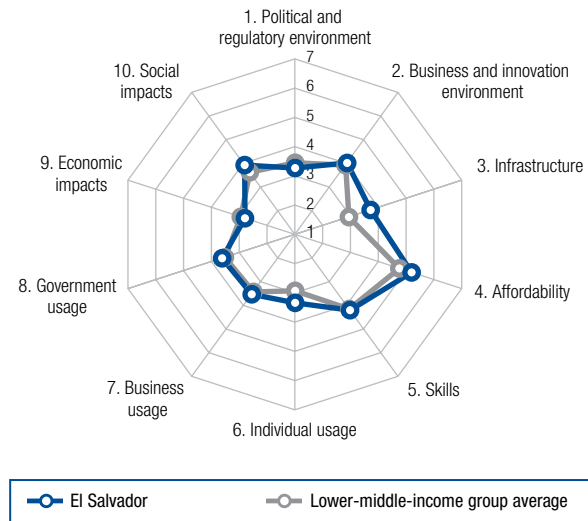 1. Political and
regulatory environment
2. Business and innovation
environment
3. Infrastructure
4. Affordability
5. Skills
6. Individual usage
7. Business
usage
8. Government
usage
9. Economic
impacts
10. Social
impacts
7
6
5
4
3
2
1
El Salvador
Lower-middle-income group average